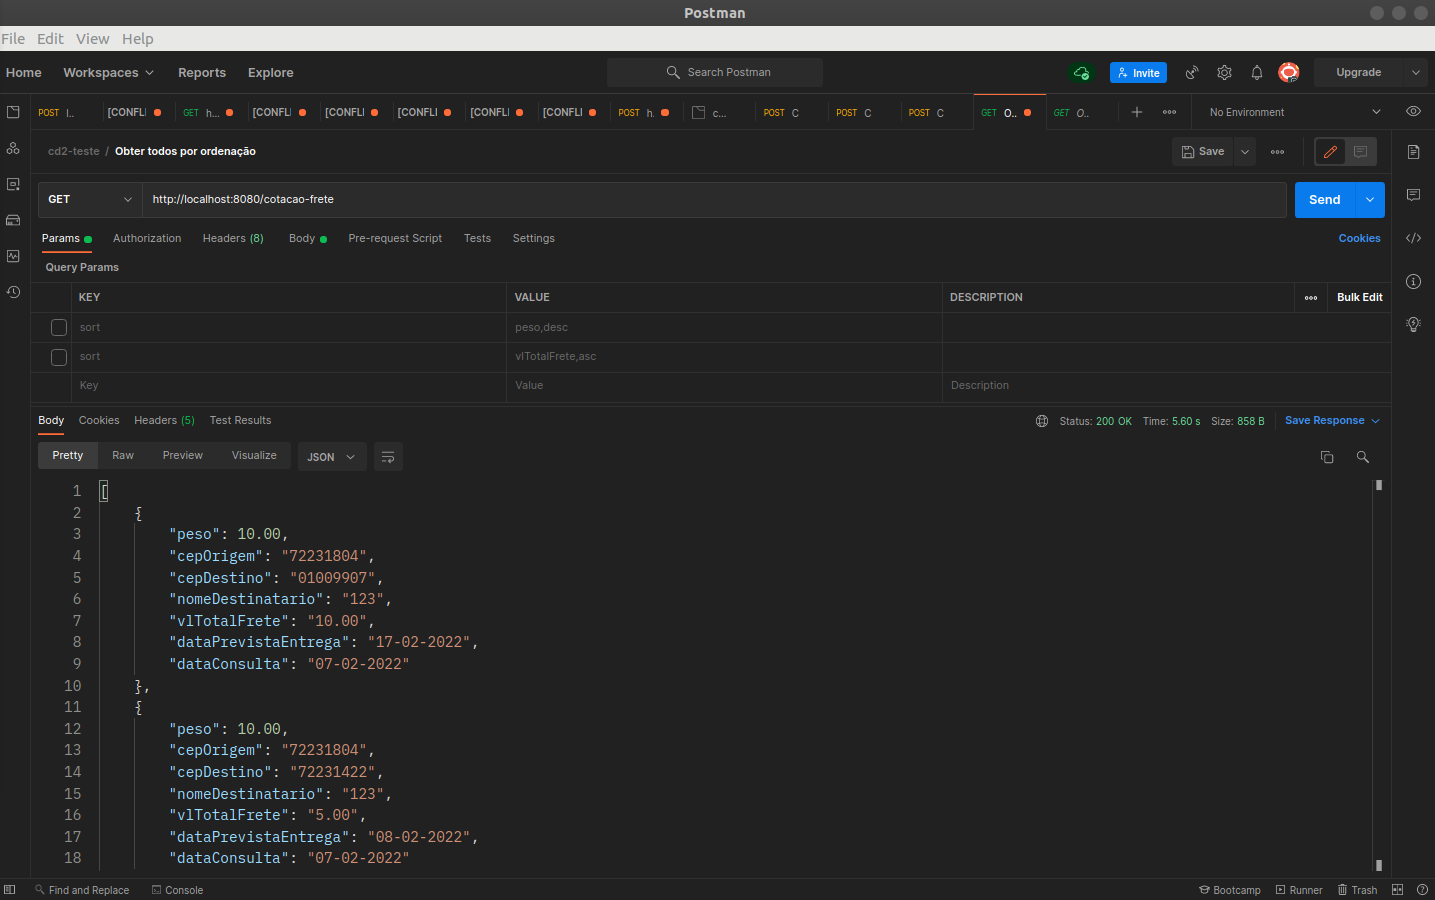 Postman
File Edit View Help
Home Workspaces Reports Explore Search Postman Invite Upgrade
POST I.. [CONFLI GET h... [CONFLI [CONFLI [CONFLI [CONFLI [CONFLI POST h. c... POST C POST C POST C GET O.. GET O.. No Environment
cd2-teste / Obter todos por ordenação Save
GET http://localhost:8080/cotacao-frete Send
Params Authorization Headers (8) Body Pre-request Script Tests Settings Cookies
Query Params
KEY VALUE DESCRIPTION Bulk Edit
sort peso,desc
sort vlTotalFrete,asc
Key Value Description
Body Cookies Headers (5) Test Results Status: 200 OK Time: 5.60 s Size: 858 B Save Response
Pretty Raw Preview Visualize JSON
1 [
2 {
3 "peso": 10.00,
4 "cepOrigem": "72231804",
5 "cepDestino": "01009907",
6 "nomeDestinatario": "123",
7 "vlTotalFrete": "10.00",
8 "dataPrevistaEntrega": "17-02-2022",
9 "dataConsulta": "07-02-2022"
10 },
11 {
12 "peso": 10.00,
13 "cepOrigem": "72231804",
14 "cepDestino": "72231422",
15 "nomeDestinatario": "123",
16 "vlTotalFrete": "5.00",
17 "dataPrevistaEntrega": "08-02-2022",
18 "dataConsulta": "07-02-2022"
Find and Replace Console Bootcamp Runner Trash